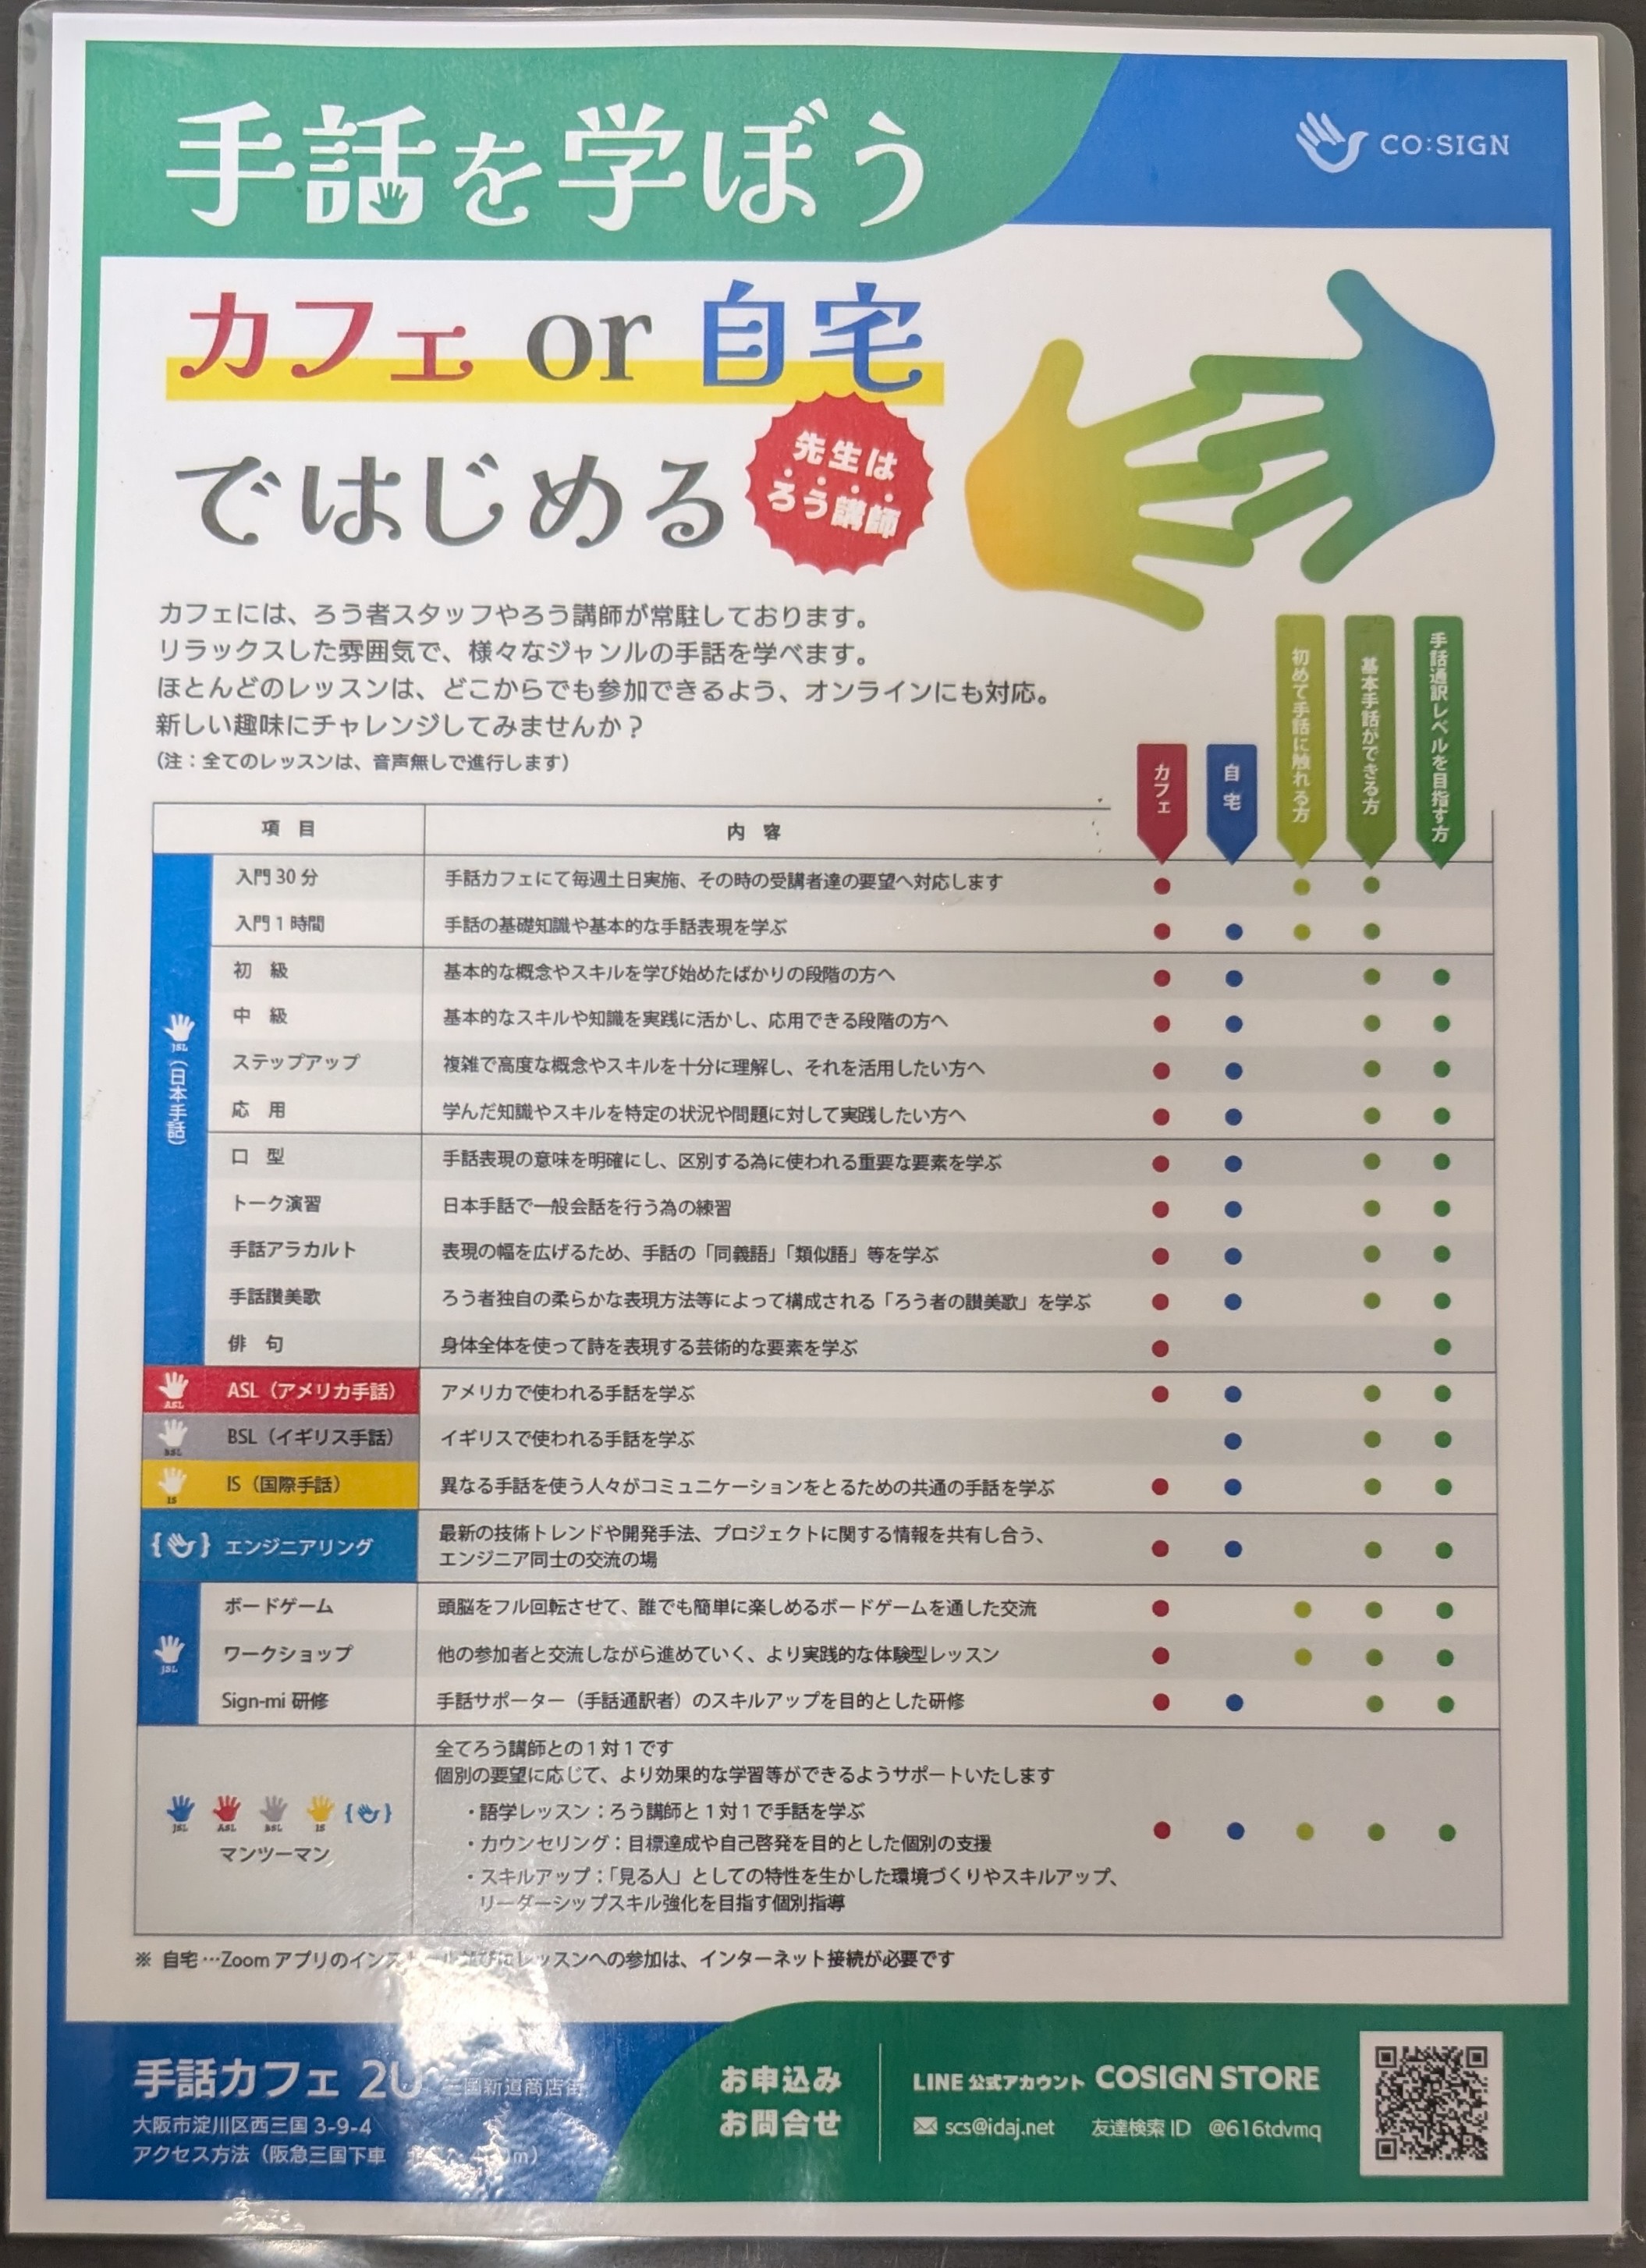 手話を学ぼう
CO:SIGN
カフェ or 自宅
ではじめる
先生は
ろう講師
カフェには、ろう者スタッフやろう講師が常駐しております。
リラックスした雰囲気で、様々なジャンルの手話を学べます。
ほとんどのレッスンは、どこからでも参加できるよう、オンラインにも対応。
新しい趣味にチャレンジしてみませんか？
（注：全てのレッスンは、音声無しで進行します）
カフェ
自宅
初めて手話に触れる方
基本手話ができる方
手話通訳レベルを目指す方
項 目 内 容
JSL（日本手話）
入門 30 分 手話カフェにて毎週土日実施、その時の受講者達の要望へ対応します
入門 1 時間 手話の基礎知識や基本的な手話表現を学ぶ
初 級 基本的な概念やスキルを学び始めたばかりの段階の方へ
中 級 基本的なスキルや知識を実践に活かし、応用できる段階の方へ
ステップアップ 複雑で高度な概念やスキルを十分に理解し、それを活用したい方へ
応 用 学んだ知識やスキルを特定の状況や問題に対して実践したい方へ
口 型 手話表現の意味を明確にし、区別する為に使われる重要な要素を学ぶ
トーク演習 日本手話で一般会話を行う為の練習
手話アラカルト 表現の幅を広げるため、手話の「同義語」「類似語」等を学ぶ
手話讃美歌 ろう者独自の柔らかな表現方法等によって構成される「ろう者の讃美歌」を学ぶ
俳 句 身体全体を使って詩を表現する芸術的な要素を学ぶ
ASL ASL（アメリカ手話） アメリカで使われる手話を学ぶ
BSL BSL（イギリス手話） イギリスで使われる手話を学ぶ
IS IS（国際手話） 異なる手話を使う人々がコミュニケーションをとるための共通の手話を学ぶ
エンジニアリング 最新の技術トレンドや開発手法、プロジェクトに関する情報を共有し合う、
エンジニア同士の交流の場
JSL
ボードゲーム 頭脳をフル回転させて、誰でも簡単に楽しめるボードゲームを通した交流
ワークショップ 他の参加者と交流しながら進めていく、より実践的な体験型レッスン
Sign-mi 研修 手話サポーター（手話通訳者）のスキルアップを目的とした研修
JSL ASL BSL IS
マンツーマン
全てろう講師との１対１です
個別の要望に応じて、より効果的な学習等ができるようサポートいたします
・語学レッスン：ろう講師と１対１で手話を学ぶ
・カウンセリング：目標達成や自己啓発を目的とした個別の支援
・スキルアップ：「見る人」としての特性を生かした環境づくりやスキルアップ、
リーダーシップスキル強化を目指す個別指導
※ 自宅…Zoom アプリのインストール並びにレッスンへの参加は、インターネット接続が必要です
手話カフェ 2U 三国新道商店街
大阪市淀川区西三国 3-9-4
アクセス方法（阪急三国下車
お申込み
お問合せ
LINE 公式アカウント COSIGN STORE
scs@idaj.net 友達検索 ID @616tdvmq